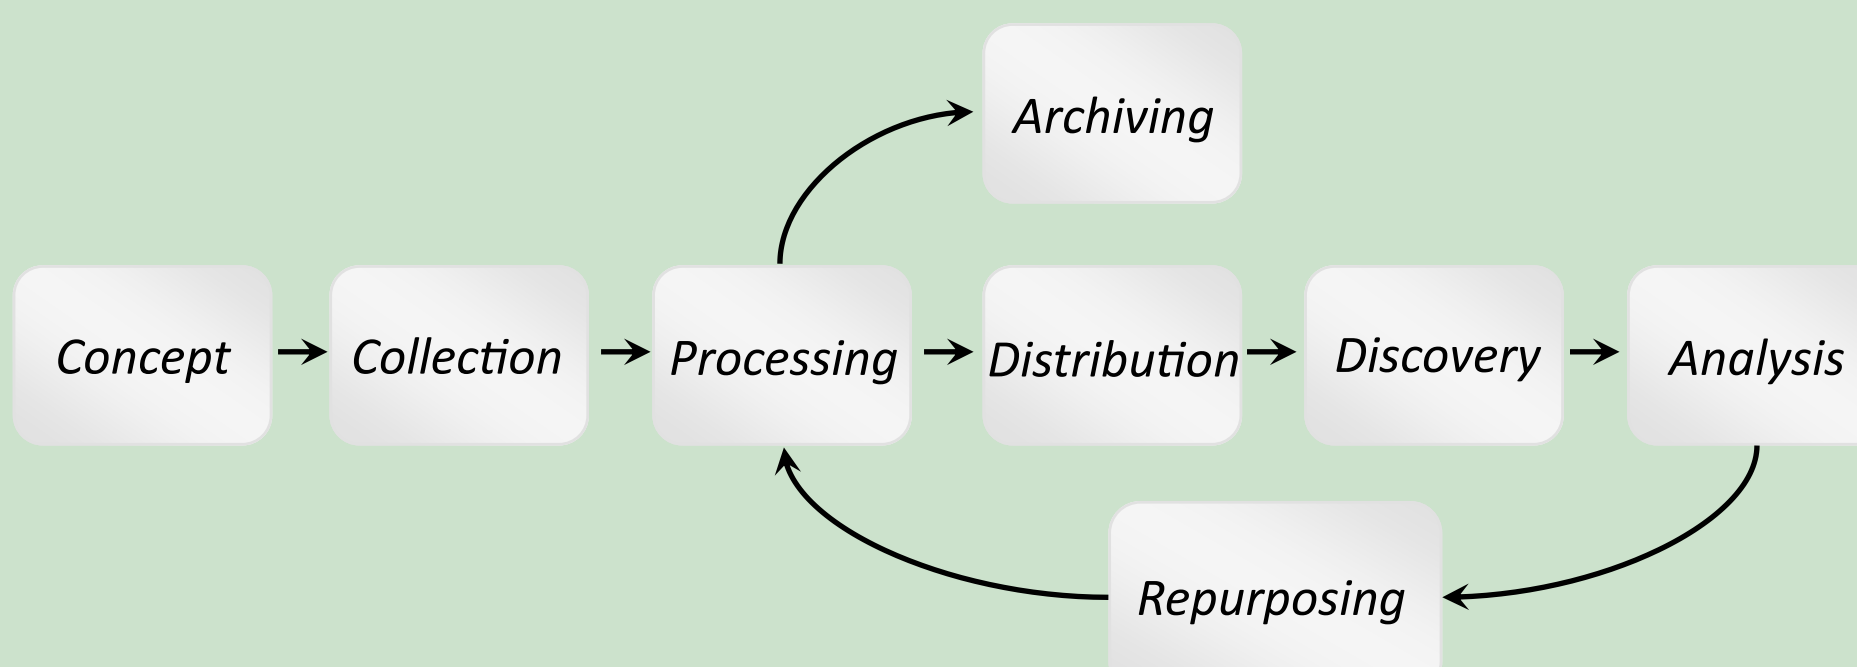 Archiving
Concept
Collection
Processing
Distribution
Discovery
Analysis
Repurposing